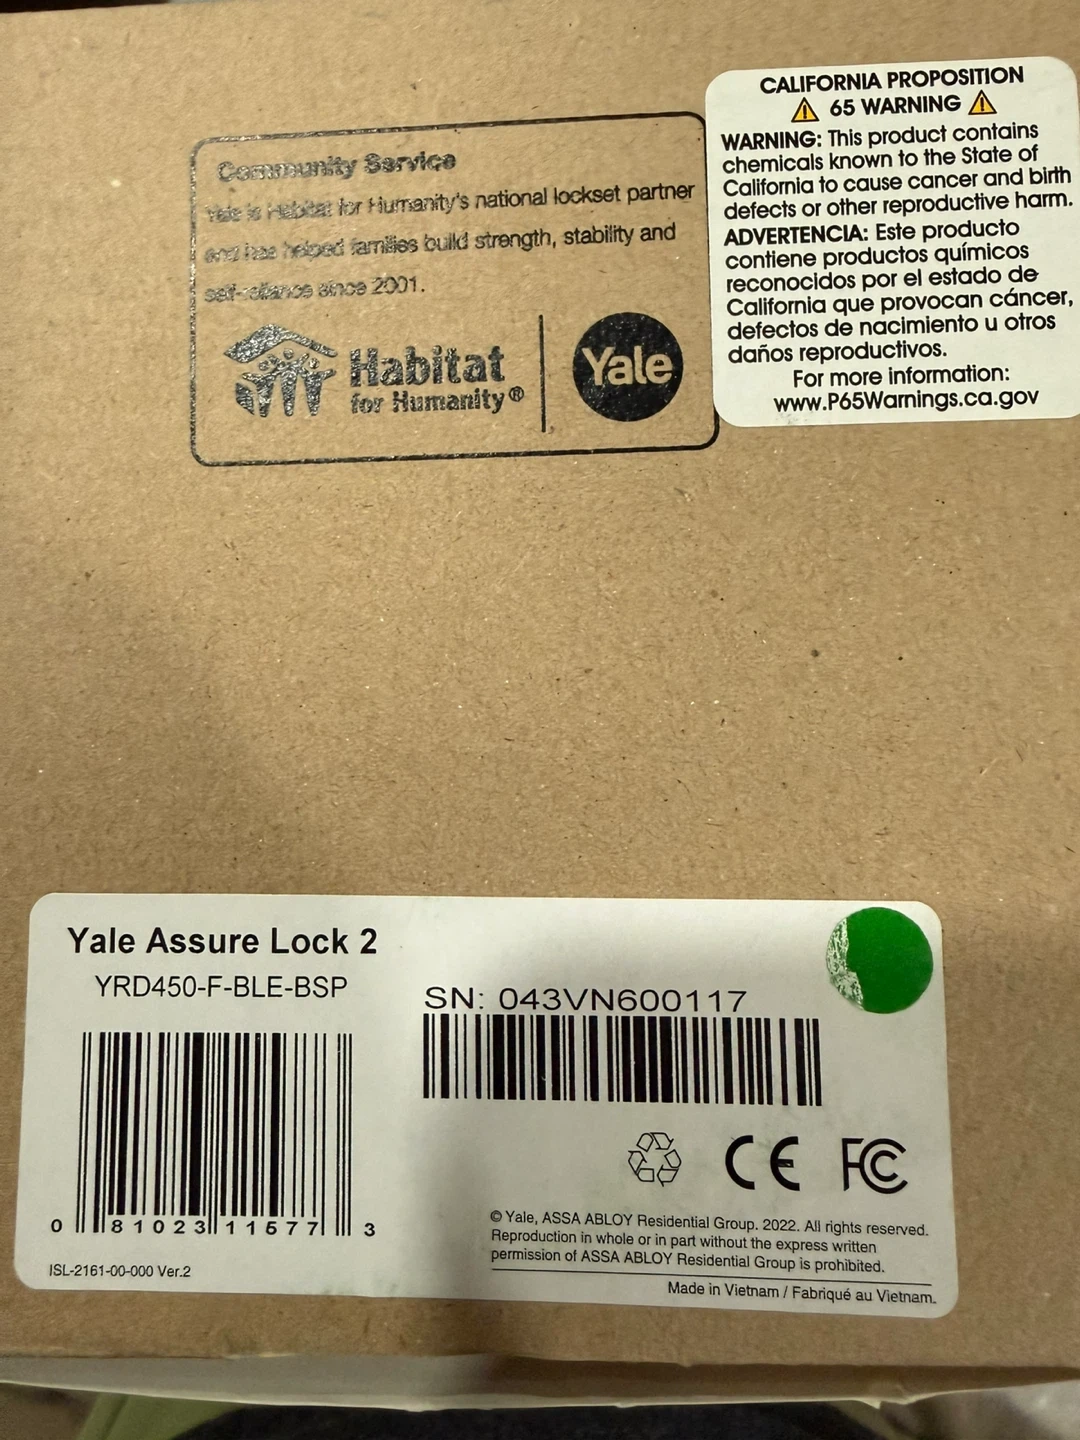 Community Service
Yale is Habitat for Humanity's national lockset partner
and has helped families build strength, stability and
self-reliance since 2001.
Habitat
for Humanity®
Yale
CALIFORNIA PROPOSITION
65 WARNING
WARNING: This product contains
chemicals known to the State of
California to cause cancer and birth
defects or other reproductive harm.
ADVERTENCIA: Este producto
contiene productos químicos
reconocidos por el estado de
California que provocan cáncer,
defectos de nacimiento u otros
daños reproductivos.
For more information:
www.P65Warnings.ca.gov
Yale Assure Lock 2
YRD450-F-BLE-BSP
SN: 043VN600117
0 81023 11577 3
ISL-2161-00-000 Ver.2
CE FC
© Yale, ASSA ABLOY Residential Group. 2022. All rights reserved.
Reproduction in whole or in part without the express written
permission of ASSA ABLOY Residential Group is prohibited.
Made in Vietnam / Fabriqué au Vietnam.